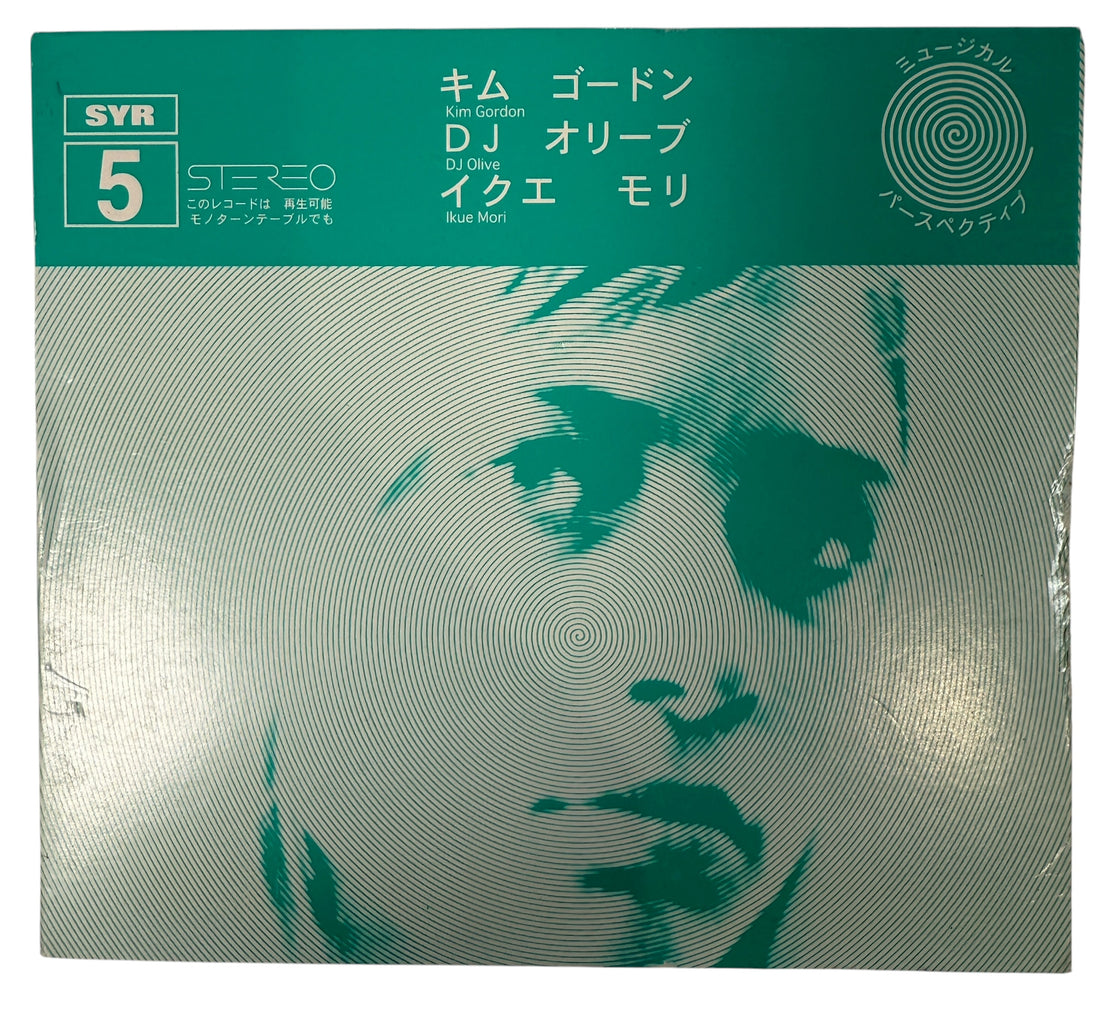 SYR
5
STEREO
このレコードは 再生可能
モノターンテーブルでも
キム ゴードン
Kim Gordon
DJ オリーブ
DJ Olive
イクエ モリ
Ikue Mori
ミュージカル
パースペクティブ